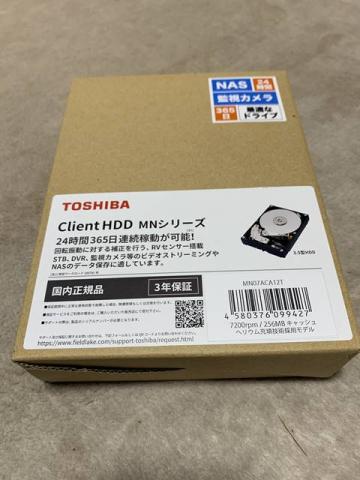 NAS 24時間
監視カメラ
365日 最適な
ドライブ
TOSHIBA
Client HDD MNシリーズ
24時間365日連続稼動が可能!
回転振動に対する補正を行う、RVセンサー搭載
STB、DVR、監視カメラ等のビデオストリーミングや
NASのデータ保存に適しています。
3.5型HDD
国内正規品 3年保証
MN07ACA12T
4 580376 099427
7200rpm / 256MB キャッシュ
ヘリウム充填技術採用モデル
https://www.fieldlake.com/support-toshiba/request.html